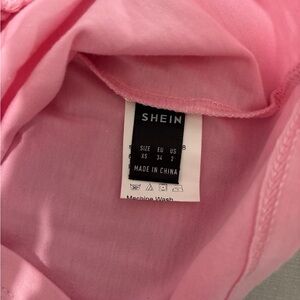 SHEIN
SIZE EU US
XS 34 2
MADE IN CHINA
Machine Wash